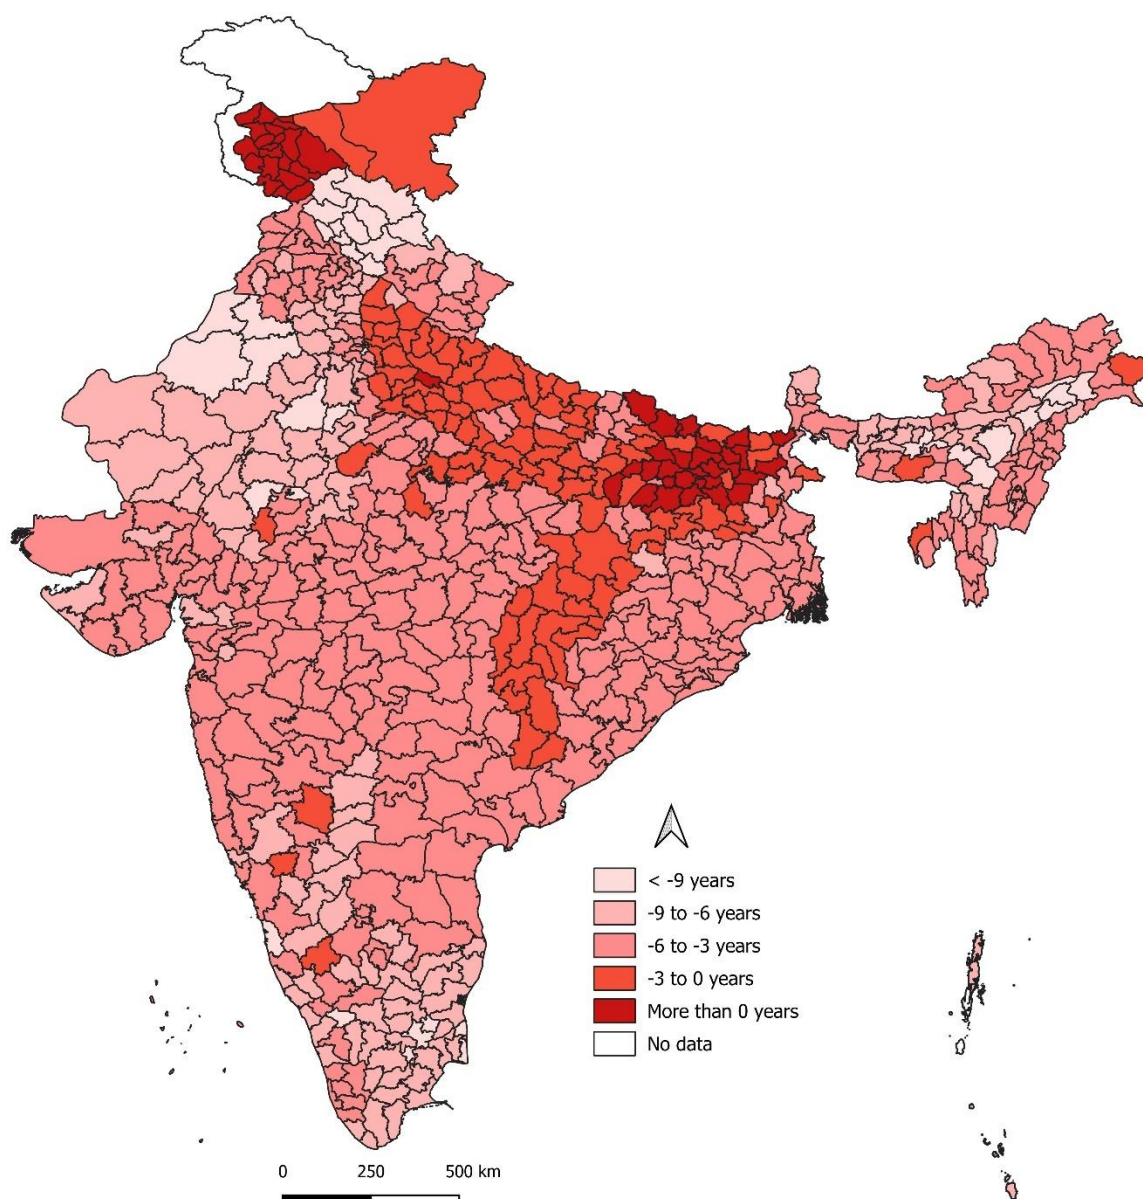 < -9 years
-9 to -6 years
-6 to -3 years
-3 to 0 years
More than 0 years
No data
0 250 500 km